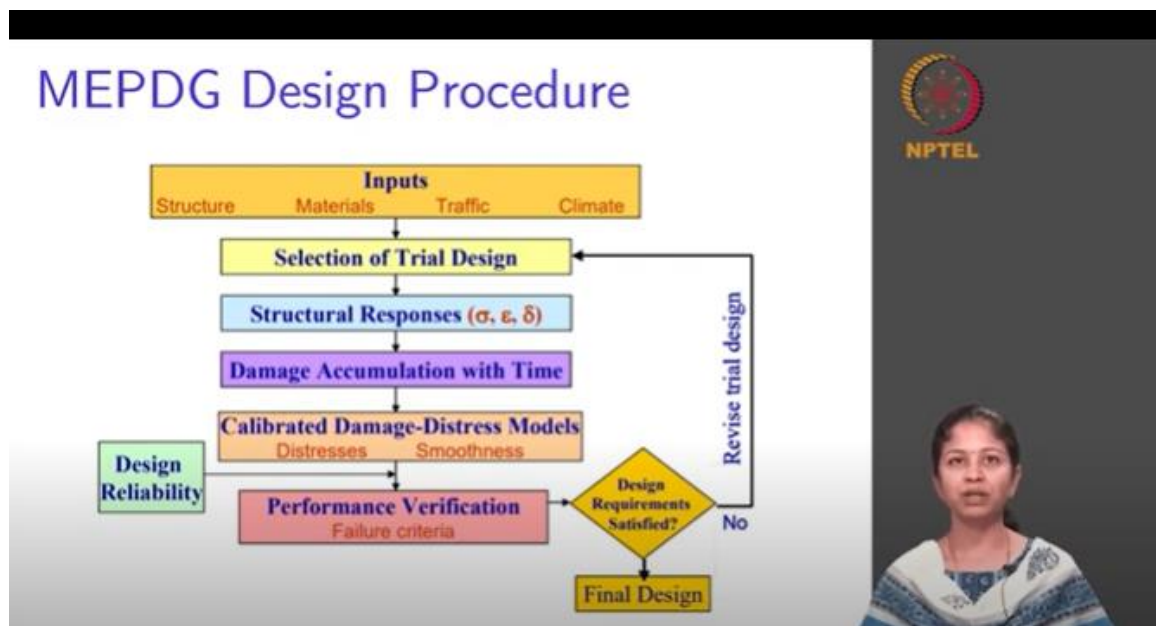 MEPDG Design Procedure
NPTEL
Inputs
Structure Materials Traffic Climate
Selection of Trial Design
Structural Responses (σ, ε, δ)
Damage Accumulation with Time
Calibrated Damage-Distress Models
Distresses Smoothness
Design
Reliability
Performance Verification
Failure criteria
Design
Requirements
Satisfied?
No
Revise trial design
Final Design